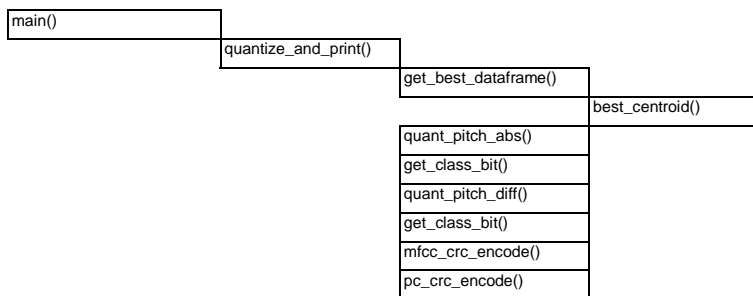 main()
quantize_and_print()
get_best_dataframe()
best_centroid()
quant_pitch_abs()
get_class_bit()
quant_pitch_diff()
get_class_bit()
mfcc_crc_encode()
pc_crc_encode()